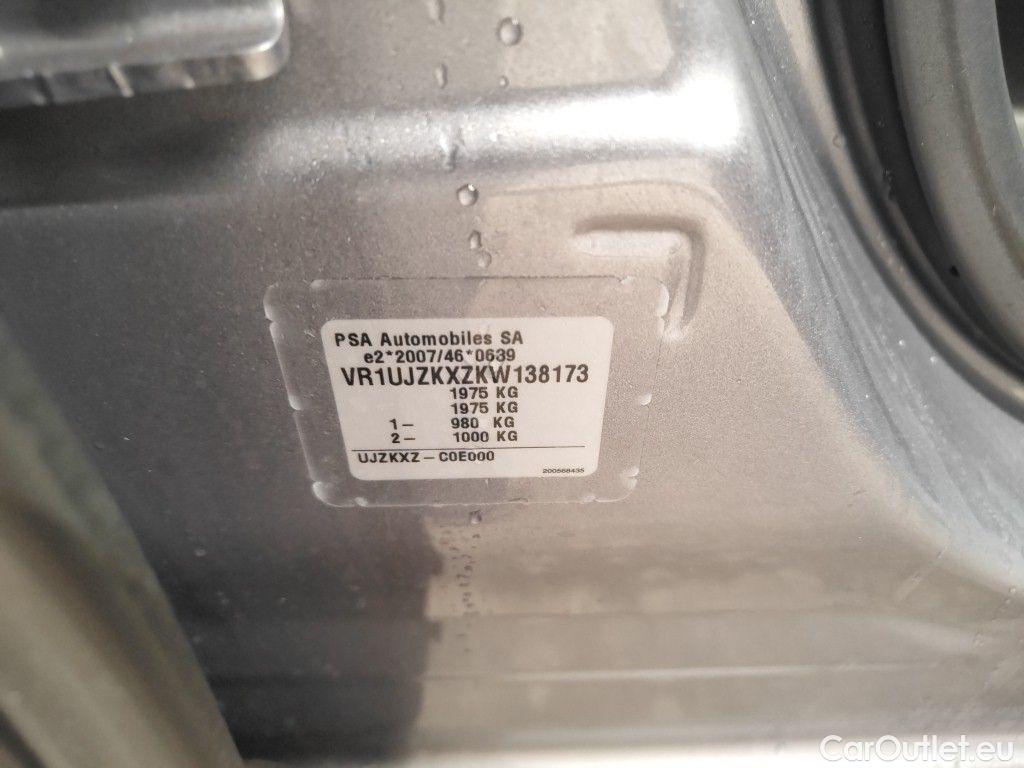 PSA Automobiles SA
e2*2007/46*0639
VR1UJZKXZKW138173
1975 KG
1975 KG
1- 980 KG
2- 1000 KG
UJZKXZ-C0E000
200568435
CarOutlet.eu